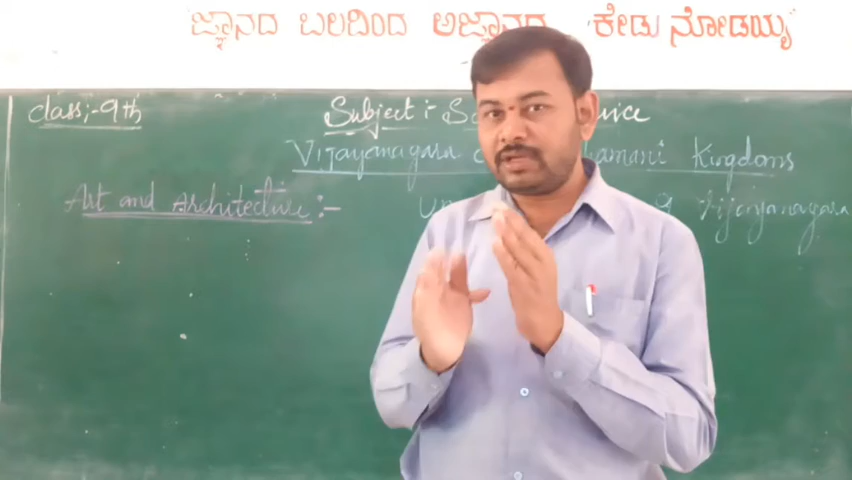 ಜ್ಞಾನದ ಬಲದಿಂದ ಅಜ್ಞಾನದ ಕೇಡು ನೋಡಯ್ಯ
class:- 9th Subject :-
Vijayanagara Kingdoms
Art and Architecture :- Vijayanagara